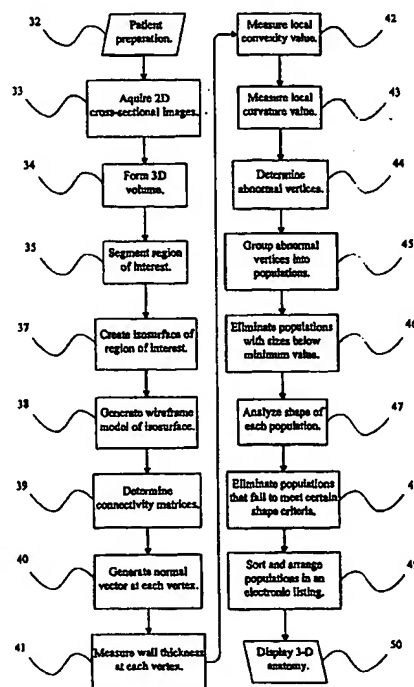 32
Patient
preparation.
33
Aquire 2D
cross-sectional images.
34
Form 3D
volume.
35
Segment region
of interest.
37
Create isosurface of
region of interest.
38
Generate wireframe
model of isosurface.
39
Determine
connectivity matrices.
40
Generate normal
vector at each vertex.
41
Measure wall thickness
at each vertex.
42
Measure local
convexity value.
43
Measure local
curvature value.
44
Determine
abnormal vertices.
45
Group abnormal
vertices into
populations.
46
Eliminate populations
with sizes below
minimum value.
47
Analyze shape of
each population.
Eliminate populations
that fail to meet certain
shape criteria.
Sort and arrange
populations in an
electronic listing.
50
Display 3-D
anatomy.